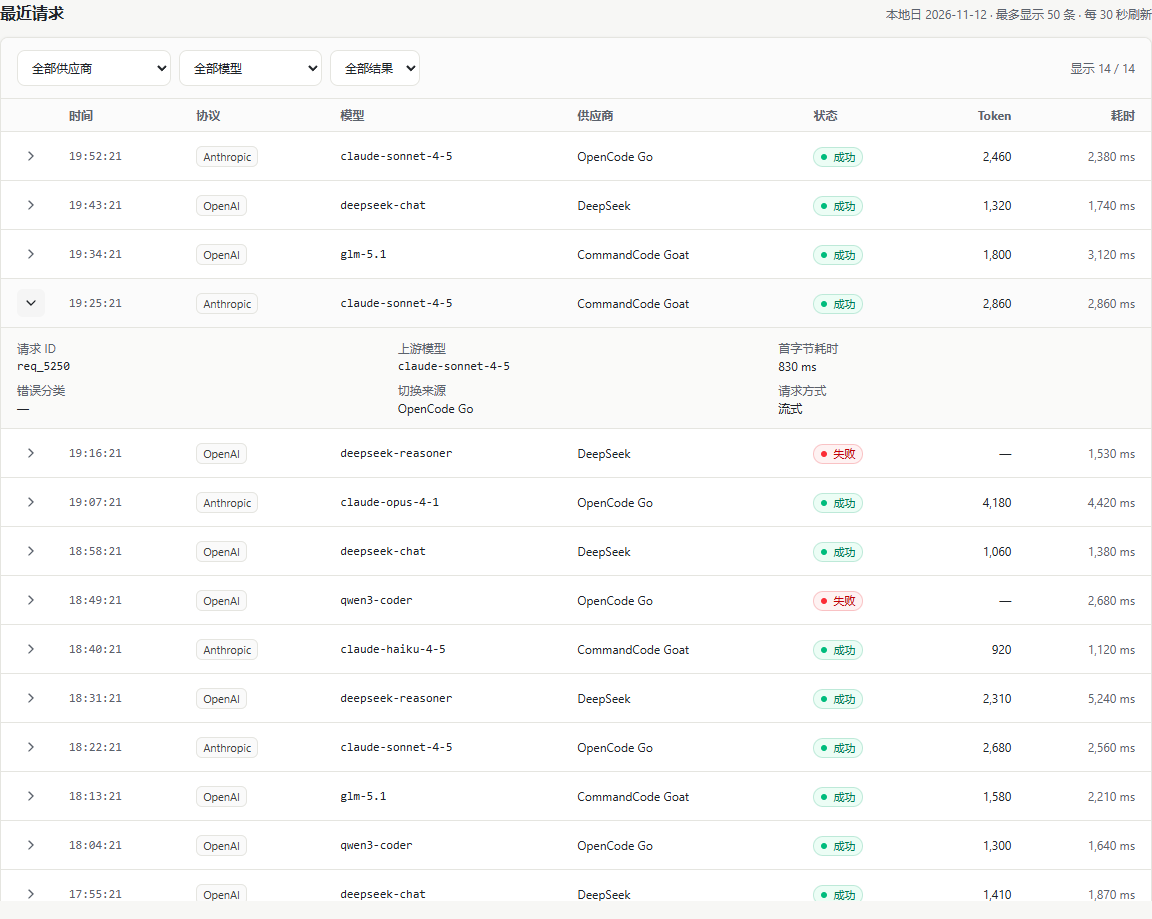 最近请求
本地日 2026-11-12 · 最多显示 50 条 · 每 30 秒刷新
全部供应商 全部模型 全部结果 显示 14 / 14
时间 协议 模型 供应商 状态 Token 耗时
19:52:21 Anthropic claude-sonnet-4-5 OpenCode Go 成功 2,460 2,380 ms
19:43:21 OpenAI deepseek-chat DeepSeek 成功 1,320 1,740 ms
19:34:21 OpenAI glm-5.1 CommandCode Goat 成功 1,800 3,120 ms
19:25:21 Anthropic claude-sonnet-4-5 CommandCode Goat 成功 2,860 2,860 ms
请求 ID 上游模型 首字节耗时
req_5250 claude-sonnet-4-5 830 ms
错误分类 切换来源 请求方式
— OpenCode Go 流式
19:16:21 OpenAI deepseek-reasoner DeepSeek 失败 — 1,530 ms
19:07:21 Anthropic claude-opus-4-1 OpenCode Go 成功 4,180 4,420 ms
18:58:21 OpenAI deepseek-chat DeepSeek 成功 1,060 1,380 ms
18:49:21 OpenAI qwen3-coder OpenCode Go 失败 — 2,680 ms
18:40:21 Anthropic claude-haiku-4-5 CommandCode Goat 成功 920 1,120 ms
18:31:21 OpenAI deepseek-reasoner DeepSeek 成功 2,310 5,240 ms
18:22:21 Anthropic claude-sonnet-4-5 OpenCode Go 成功 2,680 2,560 ms
18:13:21 OpenAI glm-5.1 CommandCode Goat 成功 1,580 2,210 ms
18:04:21 OpenAI qwen3-coder OpenCode Go 成功 1,300 1,640 ms
17:55:21 OpenAI deepseek-chat DeepSeek 成功 1,410 1,870 ms